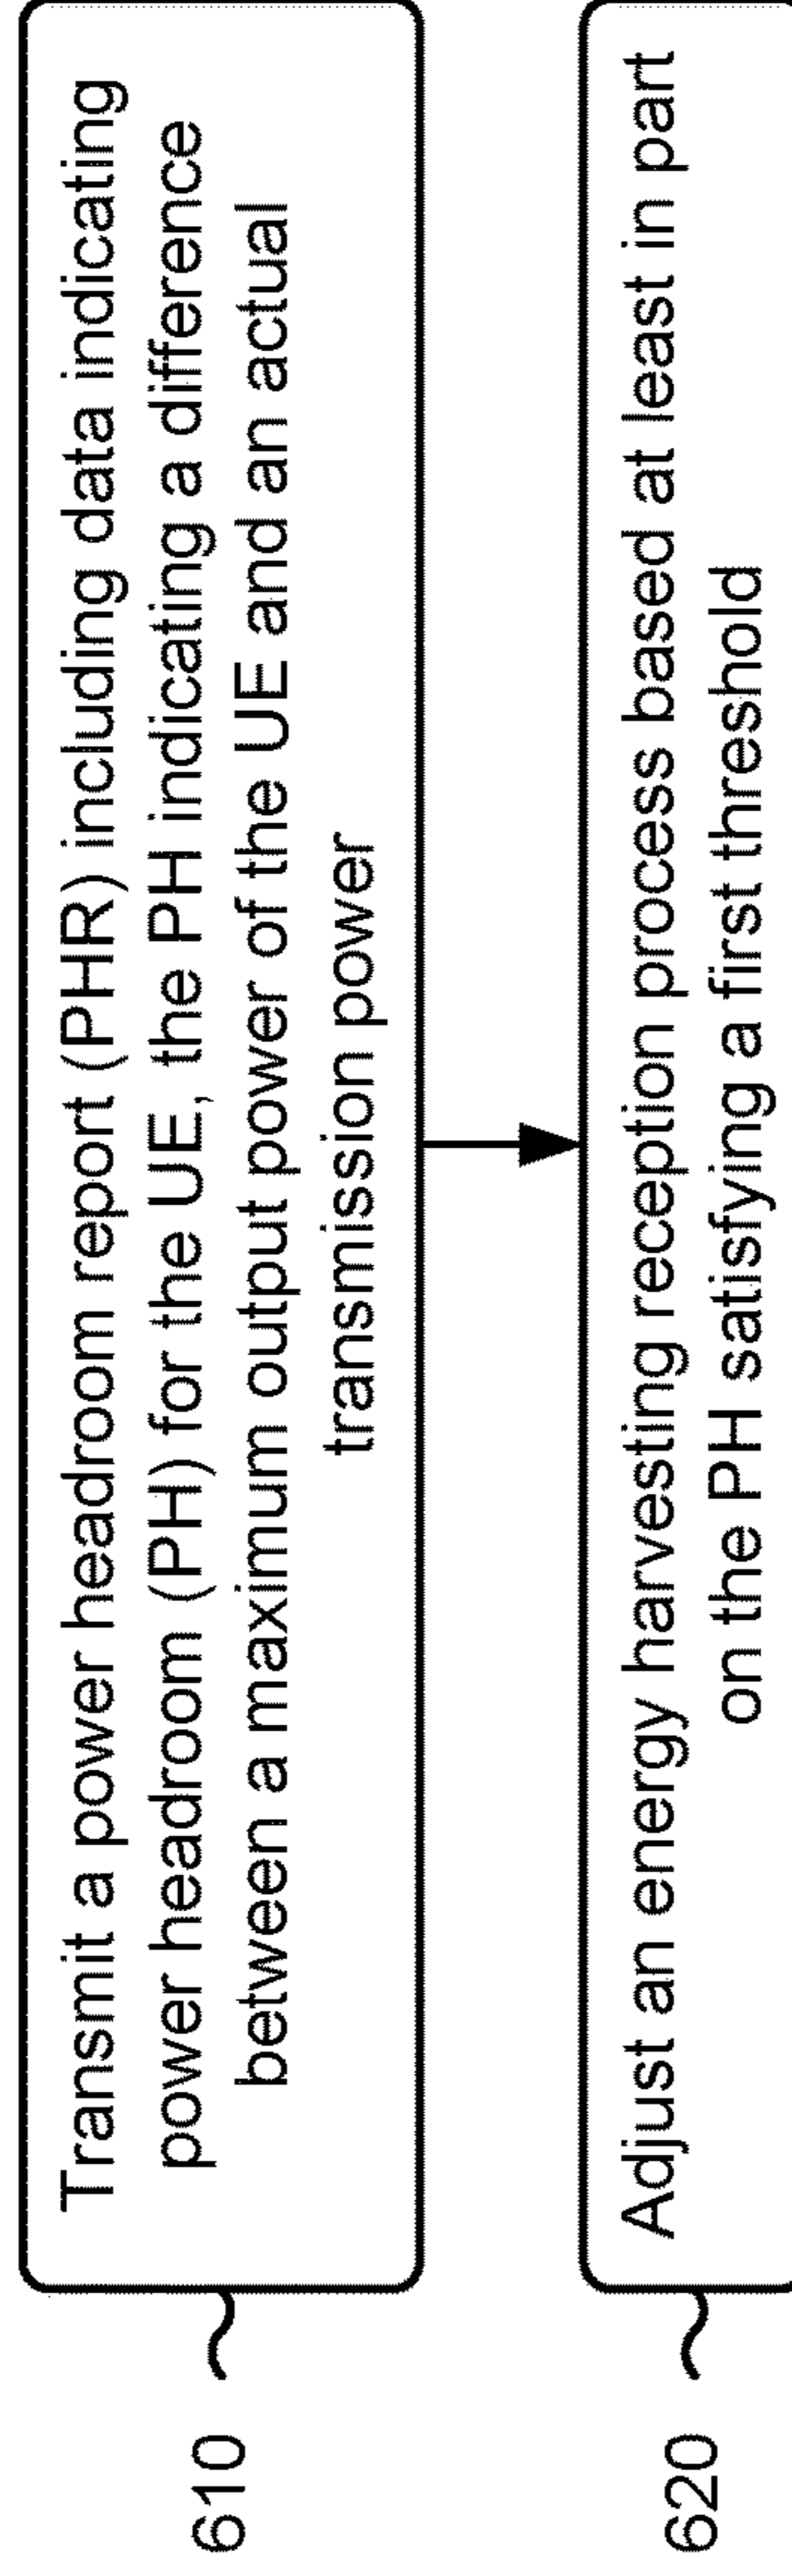 610
Transmit a power headroom report (PHR) including data indicating
power headroom (PH) for the UE, the PH indicating a difference
between a maximum output power of the UE and an actual
transmission power
620
Adjust an energy harvesting reception process based at least in part
on the PH satisfying a first threshold